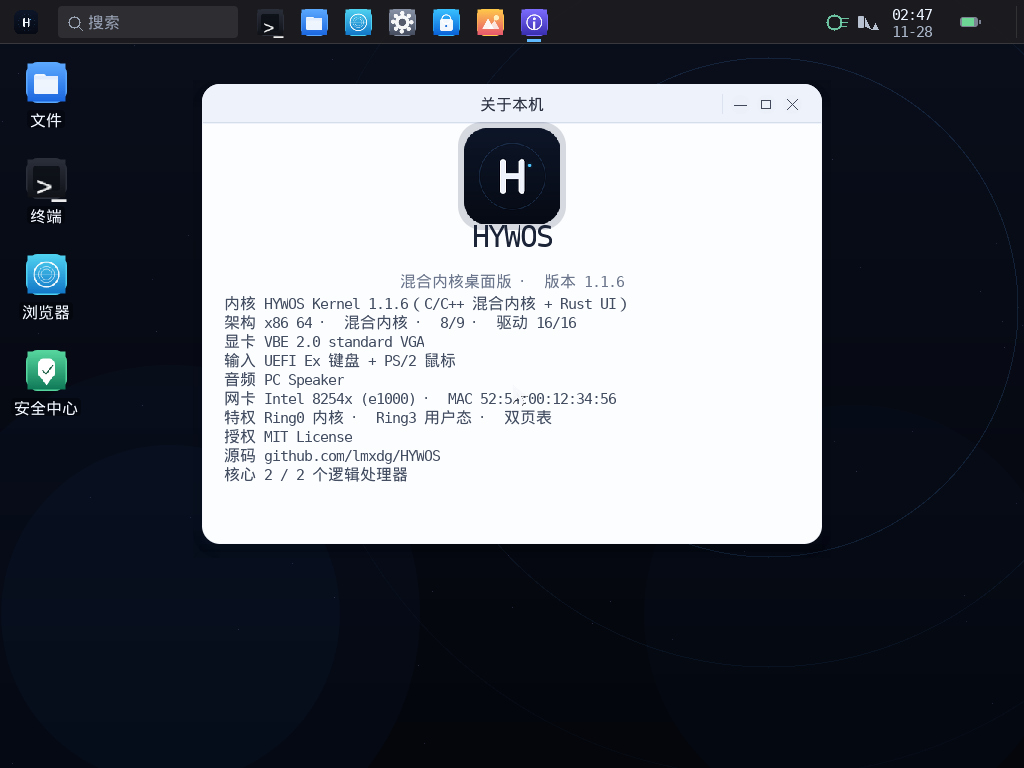 H
搜索
02:47
11-28
文件
终端
浏览器
安全中心
关于本机
H
HYWOS
混合内核桌面版 · 版本 1.1.6
内核 HYWOS Kernel 1.1.6 ( C/C++ 混合内核 + Rust UI )
架构 x86 64 · 混合内核 · 8/9 · 驱动 16/16
显卡 VBE 2.0 standard VGA
输入 UEFI Ex 键盘 + PS/2 鼠标
音频 PC Speaker
网卡 Intel 8254x (e1000) · MAC 52:54:00:12:34:56
特权 Ring0 内核 · Ring3 用户态 · 双页表
授权 MIT License
源码 github.com/lmxdg/HYWOS
核心 2 / 2 个逻辑处理器